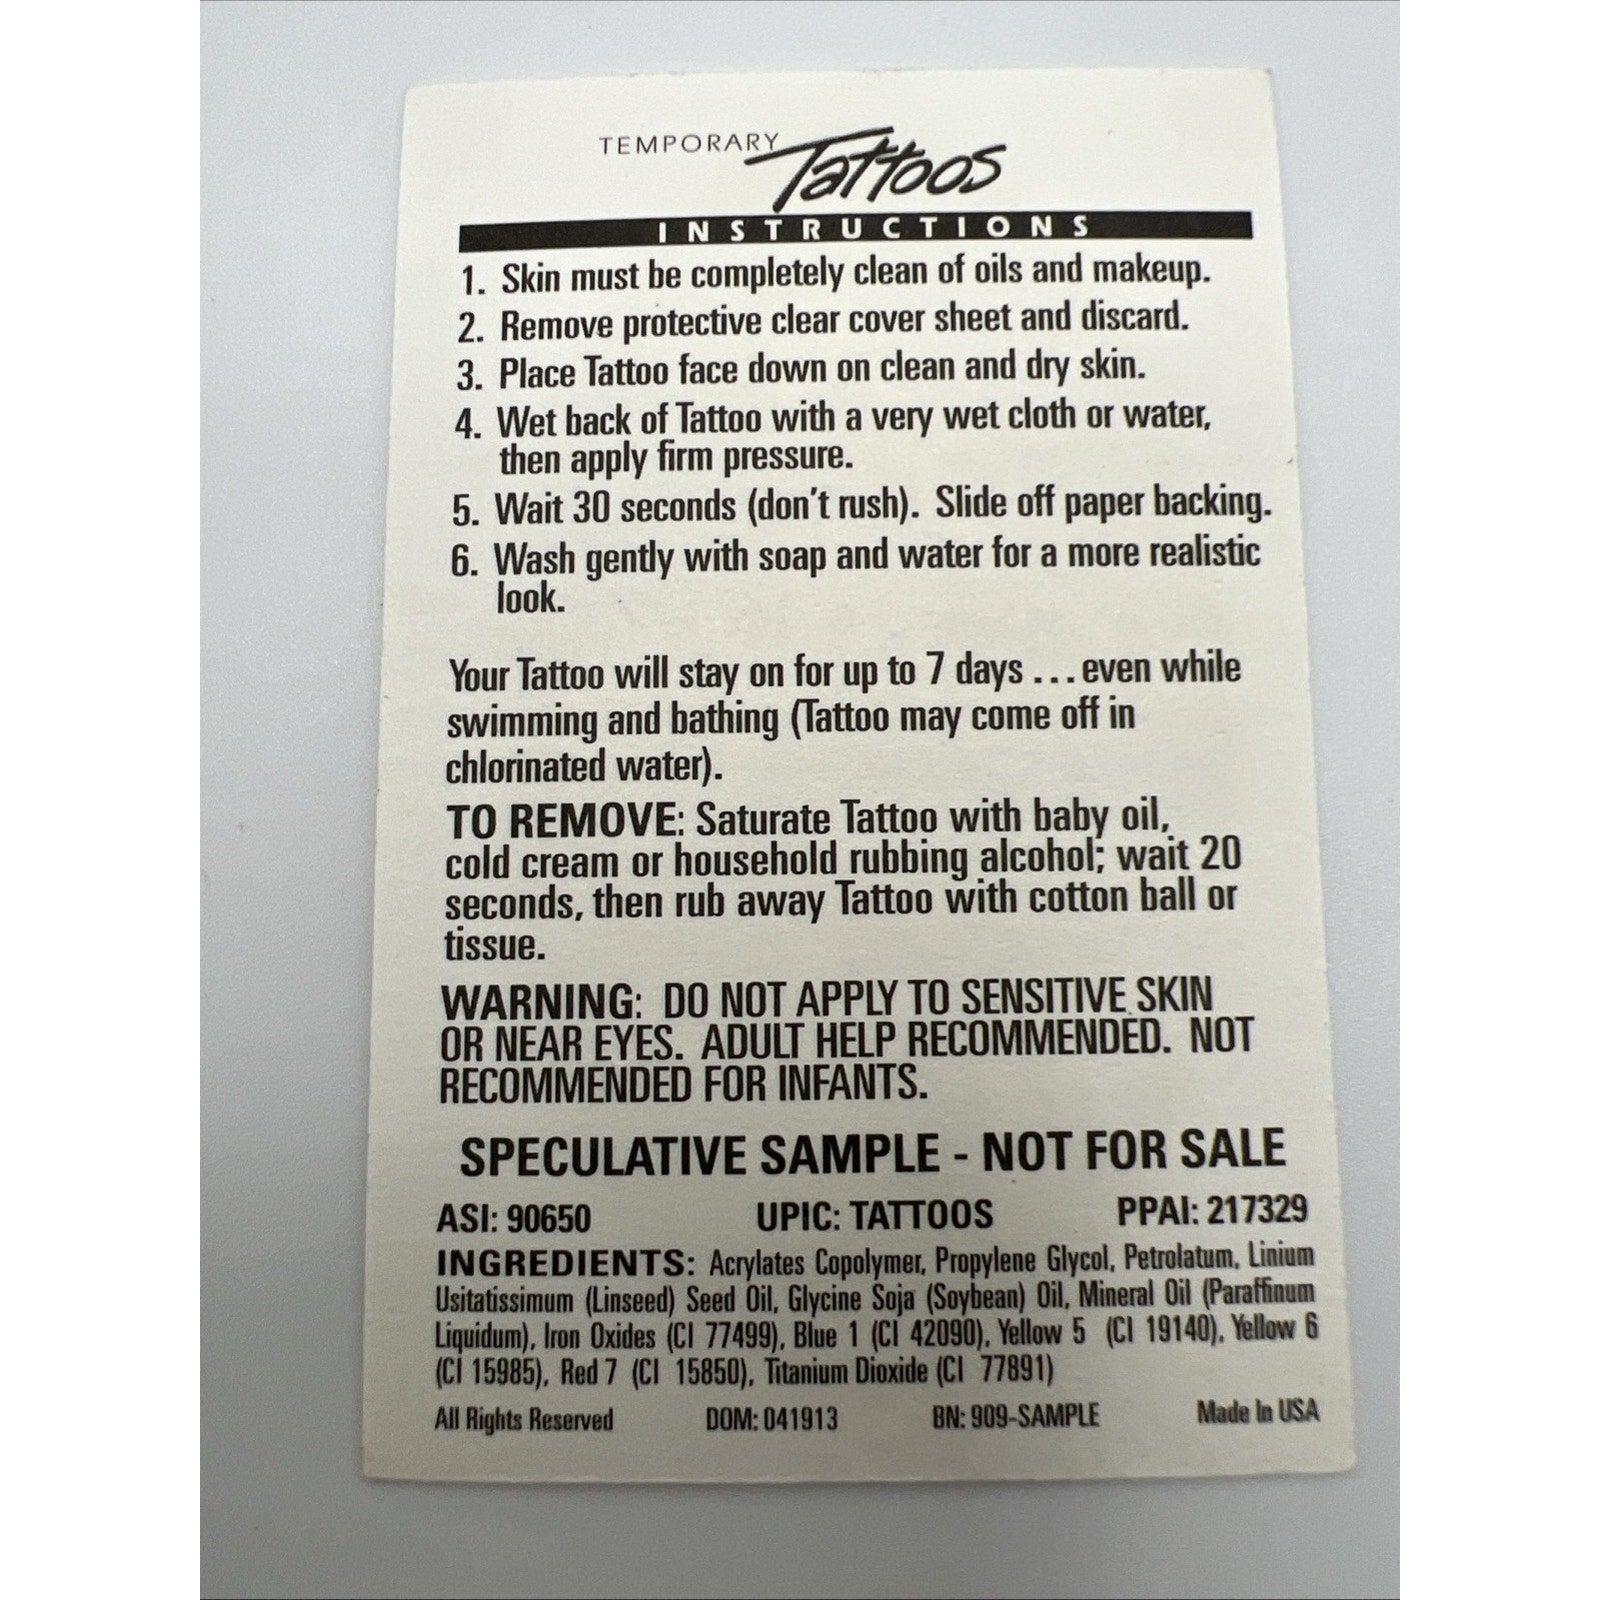 TEMPORARY Tattoos
INSTRUCTIONS
1. Skin must be completely clean of oils and makeup.
2. Remove protective clear cover sheet and discard.
3. Place Tattoo face down on clean and dry skin.
4. Wet back of Tattoo with a very wet cloth or water,
then apply firm pressure.
5. Wait 30 seconds (don't rush). Slide off paper backing.
6. Wash gently with soap and water for a more realistic
look.
Your Tattoo will stay on for up to 7 days ...even while
swimming and bathing (Tattoo may come off in
chlorinated water).
TO REMOVE: Saturate Tattoo with baby oil,
cold cream or household rubbing alcohol; wait 20
seconds, then rub away Tattoo with cotton ball or
tissue.
WARNING: DO NOT APPLY TO SENSITIVE SKIN
OR NEAR EYES. ADULT HELP RECOMMENDED. NOT
RECOMMENDED FOR INFANTS.
SPECULATIVE SAMPLE - NOT FOR SALE
ASI: 90650 UPIC: TATTOOS PPAI: 217329
INGREDIENTS: Acrylates Copolymer, Propylene Glycol, Petrolatum, Linium
Usitatissimum (Linseed) Seed Oil, Glycine Soja (Soybean) Oil, Mineral Oil (Paraffinum
Liquidum), Iron Oxides (CI 77499), Blue 1 (CI 42090), Yellow 5 (CI 19140), Yellow 6
(CI 15985), Red 7 (CI 15850), Titanium Dioxide (CI 77891)
All Rights Reserved DOM: 041913 BN: 909-SAMPLE Made In USA